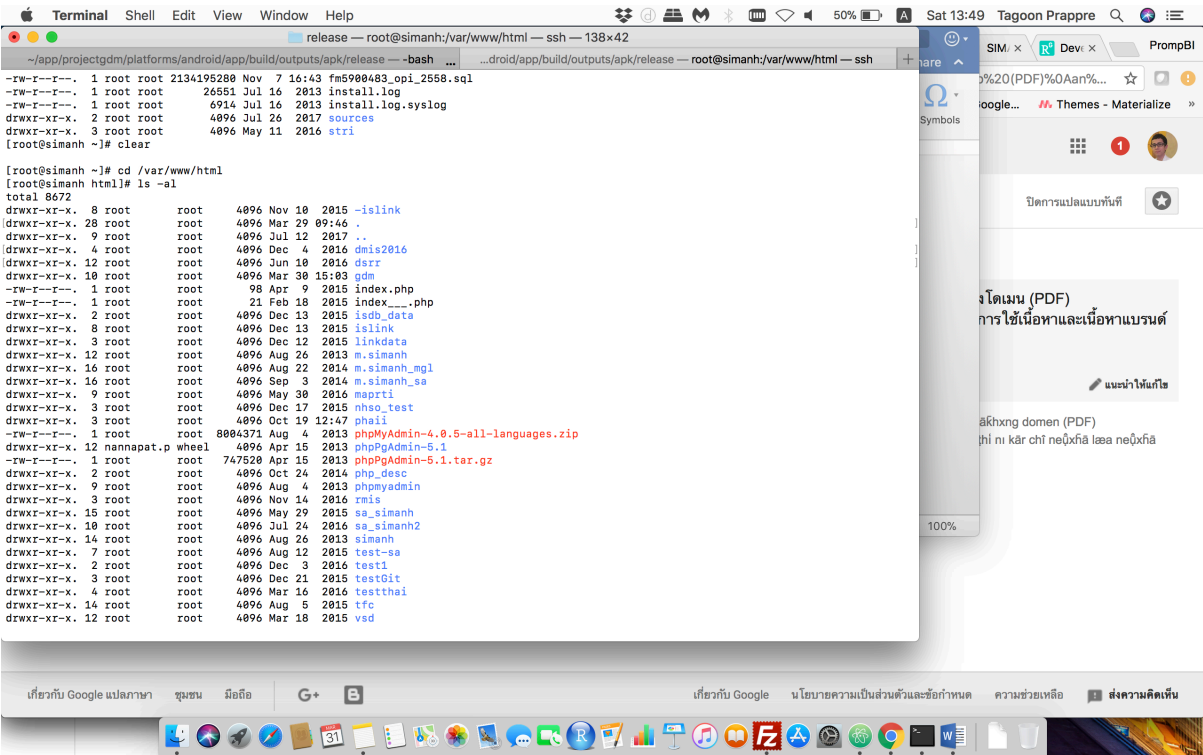 Terminal Shell Edit View Window Help 50% A Sat 13:49 Tagoon Prappre
release — root@simanh:/var/www/html — ssh — 138×42
~/app/projectgdm/platforms/android/app/build/outputs/apk/release — -bash ...
...droid/app/build/outputs/apk/release — root@simanh:/var/www/html — ssh +
-rw-r--r--. 1 root root 2134195280 Nov 7 16:43 fm5900483_opi_2558.sql
-rw-r--r--. 1 root root 26551 Jul 16 2013 install.log
-rw-r--r--. 1 root root 6914 Jul 16 2013 install.log.syslog
drwxr-xr-x. 2 root root 4096 Jul 26 2017 sources
drwxr-xr-x. 3 root root 4096 May 11 2016 stri
[root@simanh ~]# clear
[root@simanh ~]# cd /var/www/html
[root@simanh html]# ls -al
total 8672
drwxr-xr-x. 8 root root 4096 Nov 10 2015 -islink
drwxr-xr-x. 28 root root 4096 Mar 29 09:46 .
drwxr-xr-x. 9 root root 4096 Jul 12 2017 ..
drwxr-xr-x. 4 root root 4096 Dec 4 2016 dmis2016
drwxr-xr-x. 12 root root 4096 Jun 10 2016 dsrr
drwxr-xr-x. 10 root root 4096 Mar 30 15:03 gdm
-rw-r--r--. 1 root root 98 Apr 9 2015 index.php
-rw-r--r--. 1 root root 21 Feb 18 2015 index___.php
drwxr-xr-x. 2 root root 4096 Dec 13 2015 isdb_data
drwxr-xr-x. 8 root root 4096 Dec 13 2015 islink
drwxr-xr-x. 3 root root 4096 Dec 12 2015 linkdata
drwxr-xr-x. 12 root root 4096 Aug 26 2013 m.simanh
drwxr-xr-x. 16 root root 4096 Aug 22 2014 m.simanh_mgl
drwxr-xr-x. 16 root root 4096 Sep 3 2014 m.simanh_sa
drwxr-xr-x. 9 root root 4096 May 30 2016 maprti
drwxr-xr-x. 3 root root 4096 Dec 17 2015 nhso_test
drwxr-xr-x. 3 root root 4096 Oct 19 12:47 phaii
-rw-r--r--. 1 root root 8004371 Aug 4 2013 phpMyAdmin-4.0.5-all-languages.zip
drwxr-xr-x. 12 nannapat.p wheel 4096 Apr 15 2013 phpPgAdmin-5.1
-rw-r--r--. 1 root root 747520 Apr 15 2013 phpPgAdmin-5.1.tar.gz
drwxr-xr-x. 2 root root 4096 Oct 24 2014 php_desc
drwxr-xr-x. 9 root root 4096 Aug 4 2013 phpmyadmin
drwxr-xr-x. 3 root root 4096 Nov 14 2016 rmis
drwxr-xr-x. 15 root root 4096 May 29 2015 sa_simanh
drwxr-xr-x. 10 root root 4096 Jul 24 2016 sa_simanh2
drwxr-xr-x. 14 root root 4096 Aug 26 2013 simanh
drwxr-xr-x. 7 root root 4096 Aug 12 2015 test-sa
drwxr-xr-x. 2 root root 4096 Dec 3 2016 test1
drwxr-xr-x. 3 root root 4096 Dec 21 2015 testGit
drwxr-xr-x. 4 root root 4096 Mar 16 2016 testthai
drwxr-xr-x. 14 root root 4096 Aug 5 2015 tfc
drwxr-xr-x. 12 root root 4096 Mar 18 2015 vsd
hare
Symbols
100%
PrompBI
%20(PDF)%0Aan%...
oogle... Themes - Materialize »
1
ปิดการแปลแบบทันที
โดเมน (PDF)
การใช้เนื้อหาและเนื้อหาแบรนด์
แนะนำให้แก้ไข
domen (PDF)
เกี่ยวกับ Google แปลภาษา ชุมชน มือถือ G+
เกี่ยวกับ Google นโยบายความเป็นส่วนตัวและข้อกำหนด ความช่วยเหลือ ส่งความคิดเห็น
31